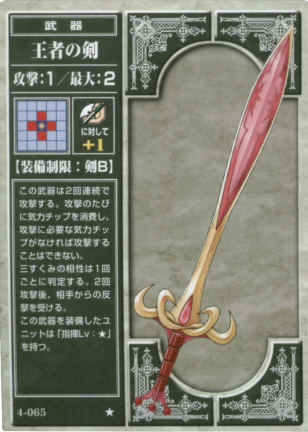 武器
王者の剣
攻撃:1／最大:2
に対して
+1
【装備制限：剣B】
この武器は2回連続で
攻撃する。攻撃のたび
に気力チップを消費し、
攻撃に必要な気力チッ
プがなければ攻撃する
ことはできない。
三すくみの相性は1回
ごとに判定する。2回
攻撃後、相手からの反
撃を受ける。
この武器を装備したユ
ニットは「指揮Lv：★」
を持つ。
4-065 ★